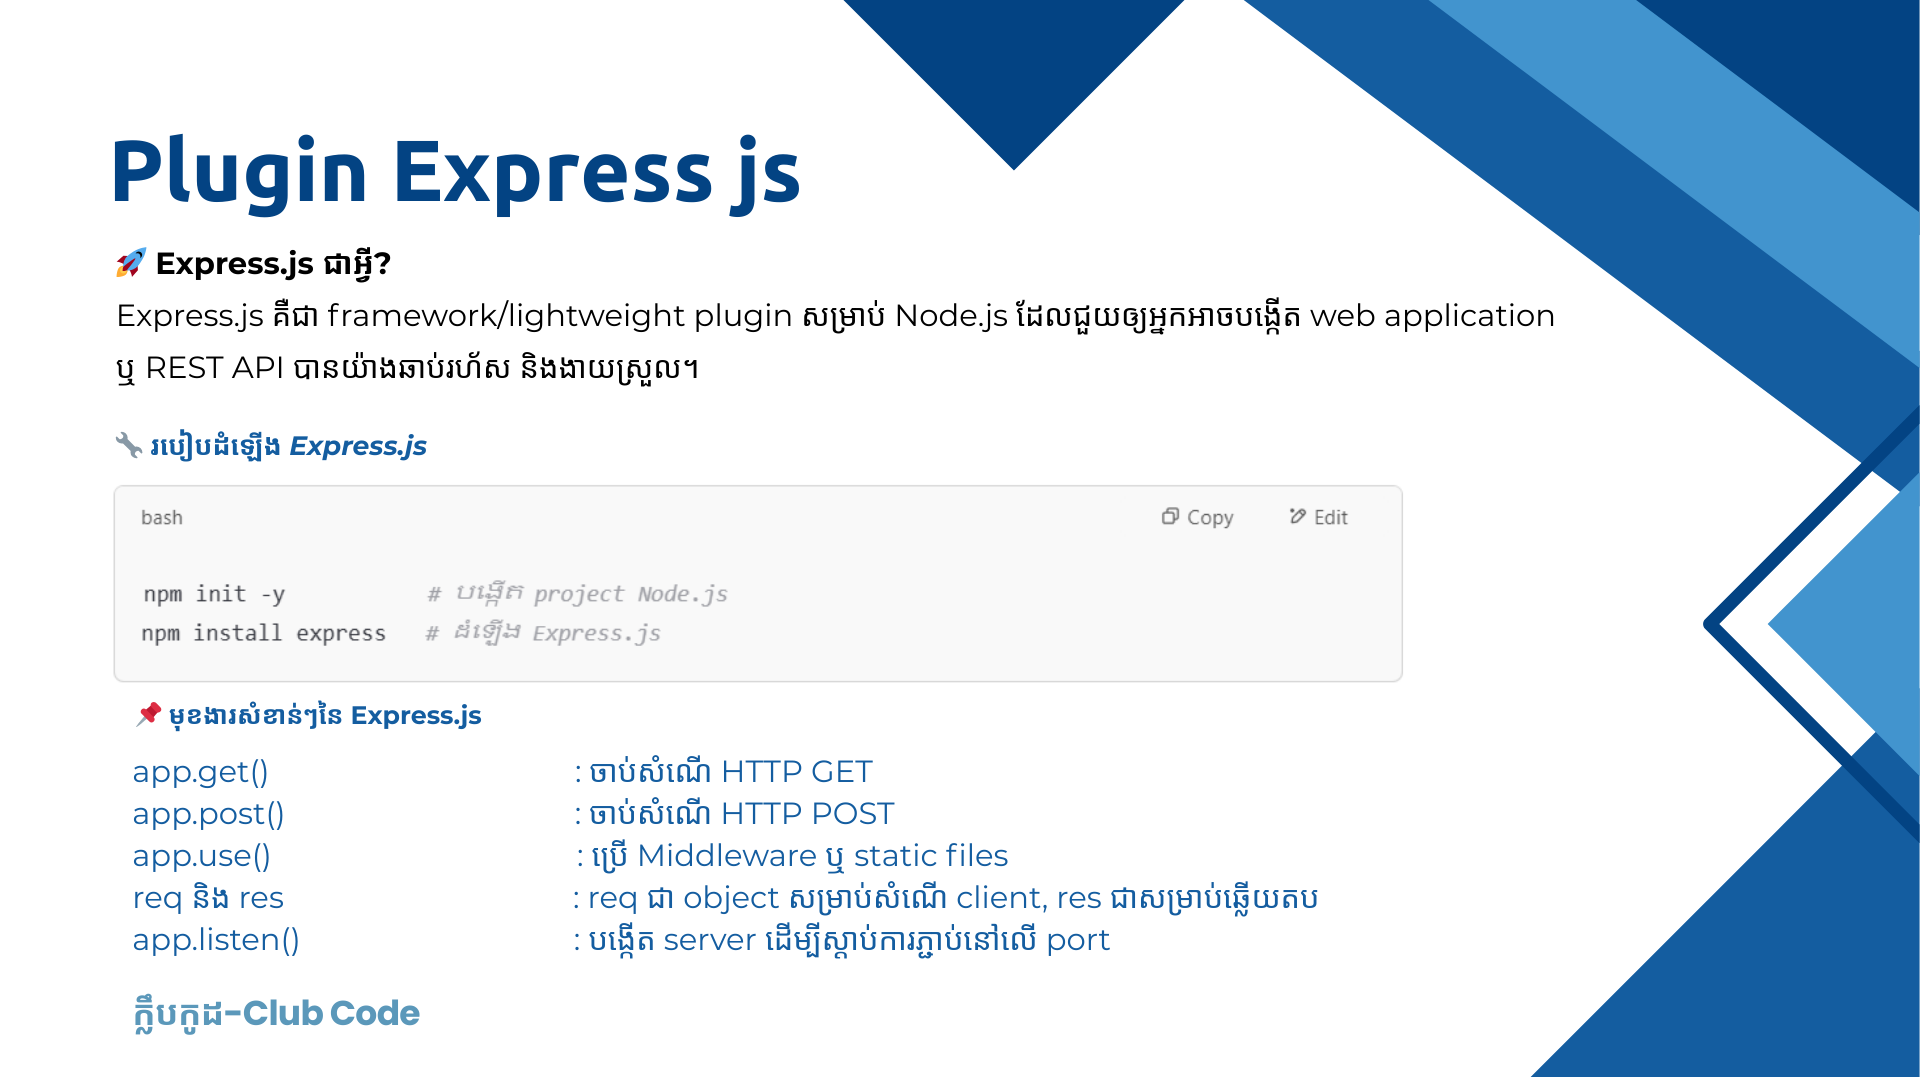 Plugin Express js
🚀 Express.js ជាអ្វី?
Express.js គឺជា framework/lightweight plugin សម្រាប់ Node.js ដែលជួយឲ្យអ្នកអាចបង្កើត web application
ឬ REST API បានយ៉ាងឆាប់រហ័ស និងងាយស្រួល។
🔧 របៀបដំឡើង Express.js
bash Copy Edit
npm init -y # បង្កើត project Node.js
npm install express # ដំឡើង Express.js
📌 មុខងារសំខាន់ៗនៃ Express.js
app.get() : ចាប់សំណើ HTTP GET
app.post() : ចាប់សំណើ HTTP POST
app.use() : ប្រើ Middleware ឬ static files
req និង res : req ជា object សម្រាប់សំណើ client, res ជាសម្រាប់ឆ្លើយតប
app.listen() : បង្កើត server ដើម្បីស្តាប់ការភ្ជាប់នៅលើ port
ក្លឹបកូដ-Club Code